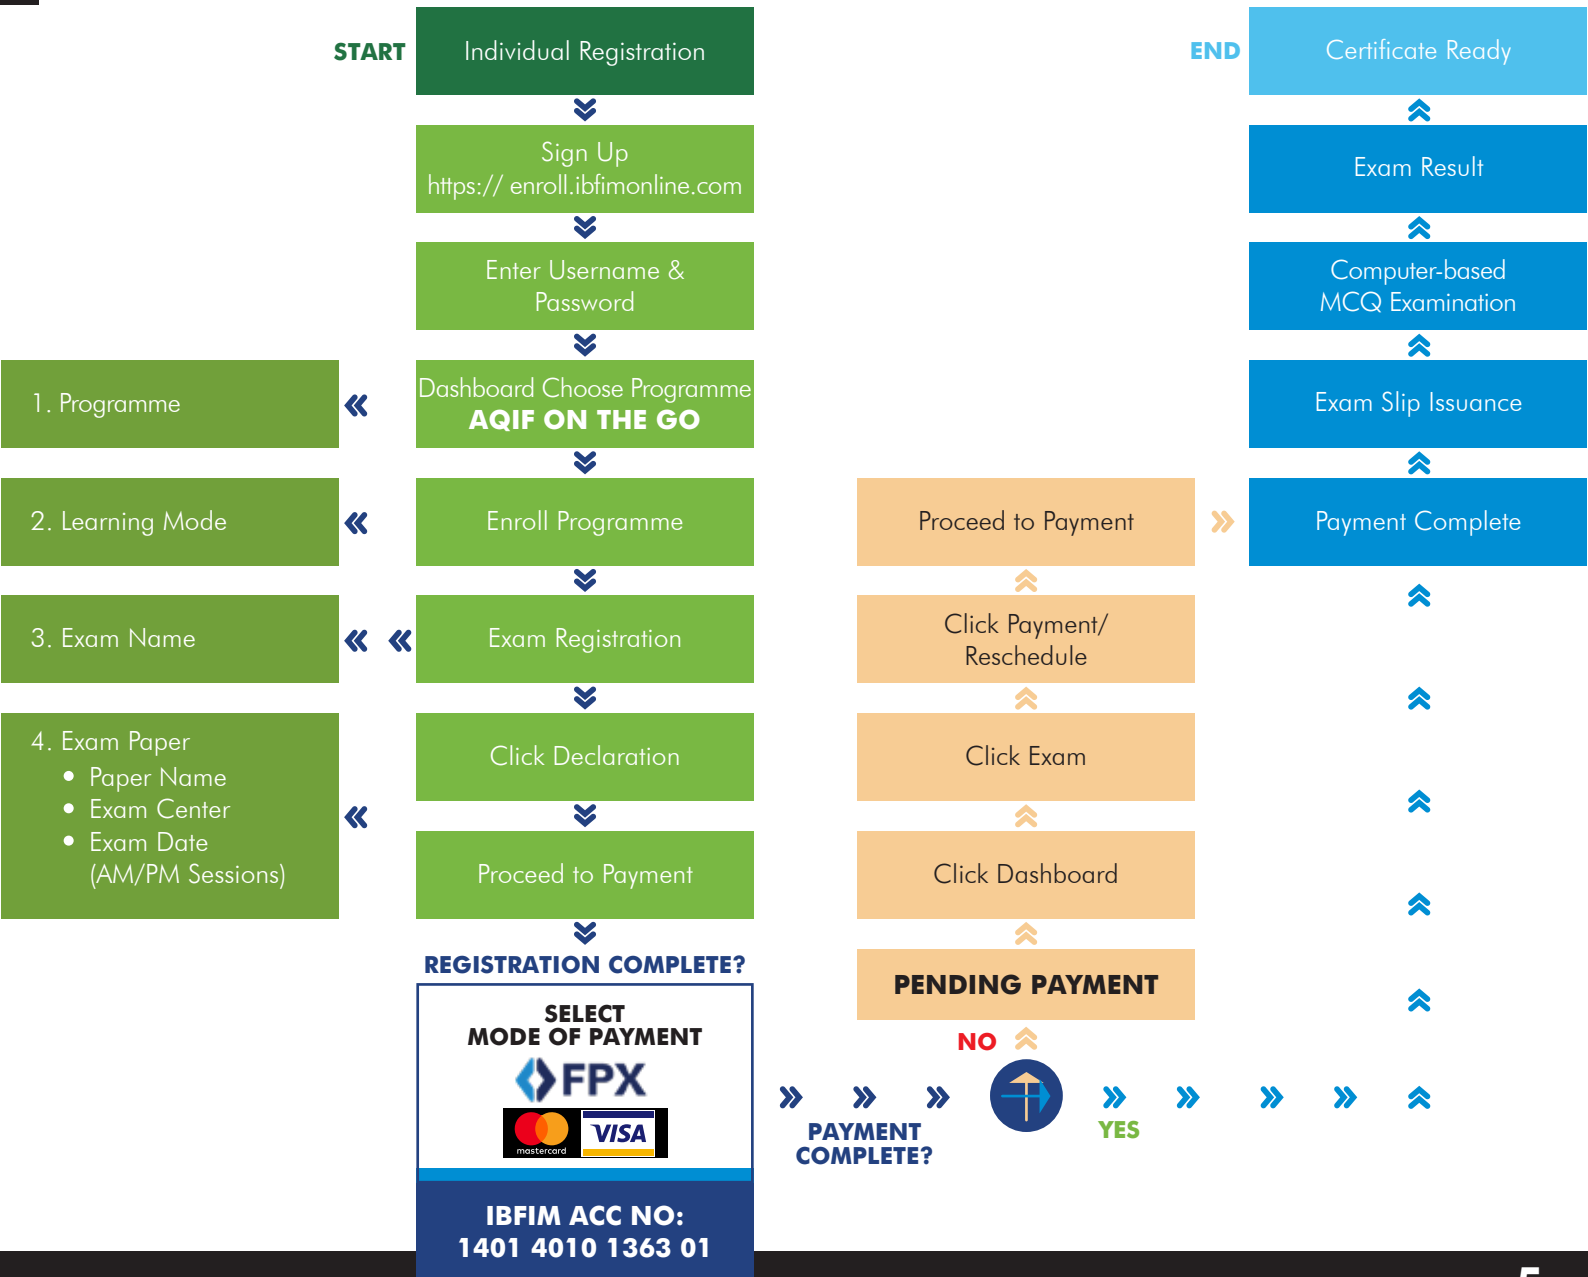 START
Individual Registration
Sign Up
https:// enroll.ibfimonline.com
Enter Username &
Password
Dashboard Choose Programme
AQIF ON THE GO
1. Programme
Enroll Programme
2. Learning Mode
Exam Registration
3. Exam Name
Click Declaration
4. Exam Paper
• Paper Name
• Exam Center
• Exam Date
(AM/PM Sessions)
Proceed to Payment
REGISTRATION COMPLETE?
SELECT
MODE OF PAYMENT
FPX
mastercard
VISA
IBFIM ACC NO:
1401 4010 1363 01
PAYMENT
COMPLETE?
NO
YES
PENDING PAYMENT
Click Dashboard
Click Exam
Click Payment/
Reschedule
Proceed to Payment
Payment Complete
Exam Slip Issuance
Computer-based
MCQ Examination
Exam Result
END
Certificate Ready